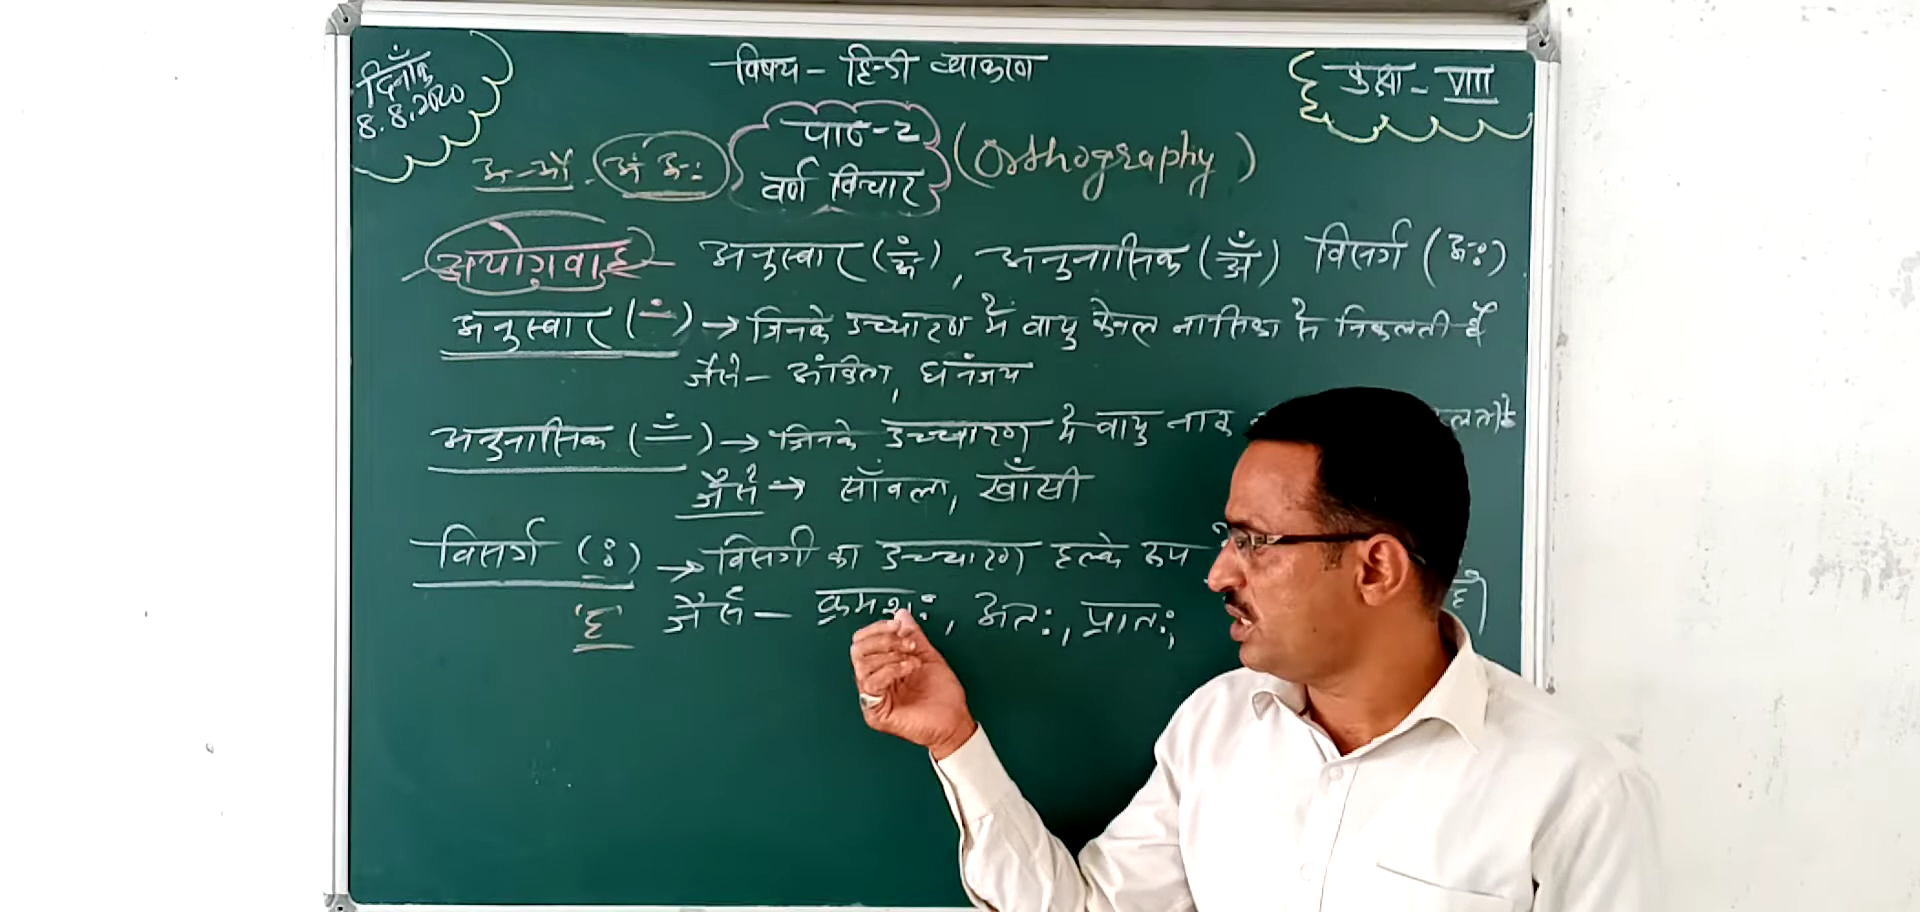 दिनाँक
8.8.2020
विषय - हिन्दी व्याकरण
कक्षा - VIII
अ-औ . अं अः
पाठ-2
वर्ण विचार
(Orthography)
अयोगवाह अनुस्वार (अं), अनुनासिक (अँ) विसर्ग (अः)
अनुस्वार (ं) → जिनके उच्चारण में वायु केवल नासिका से निकलती है
जैसे - अंकिता, धनंजय
अनुनासिक (ँ) → जिनके उच्चारण में वायु नाक
जैसे → साँवला, खाँसी
विसर्ग (ः) → विसर्ग का उच्चारण हल्के रूप
'ह' जैसे - क्रमशः, अतः, प्रातः